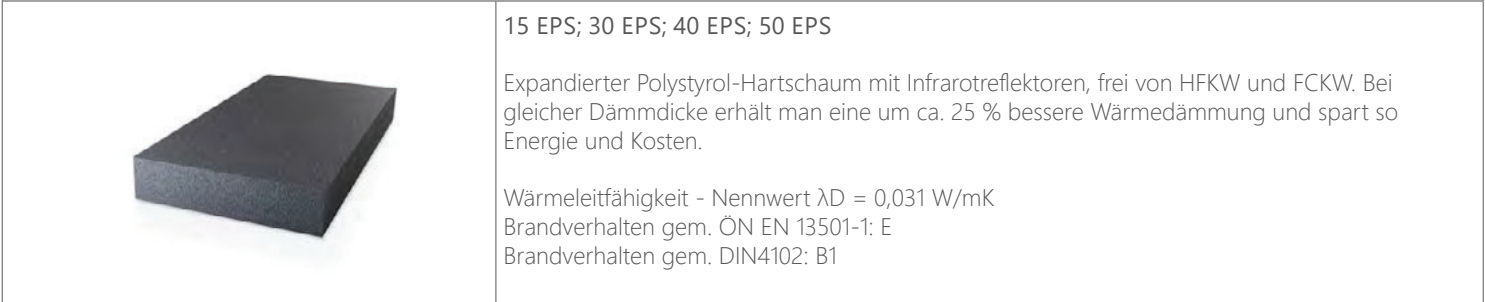 15 EPS; 30 EPS; 40 EPS; 50 EPS
Expandierter Polystyrol-Hartschaum mit Infrarotreflektoren, frei von HFKW und FCKW. Bei
gleicher Dämmdicke erhält man eine um ca. 25 % bessere Wärmedämmung und spart so
Energie und Kosten.
Wärmeleitfähigkeit - Nennwert λD = 0,031 W/mK
Brandverhalten gem. ÖN EN 13501-1: E
Brandverhalten gem. DIN4102: B1